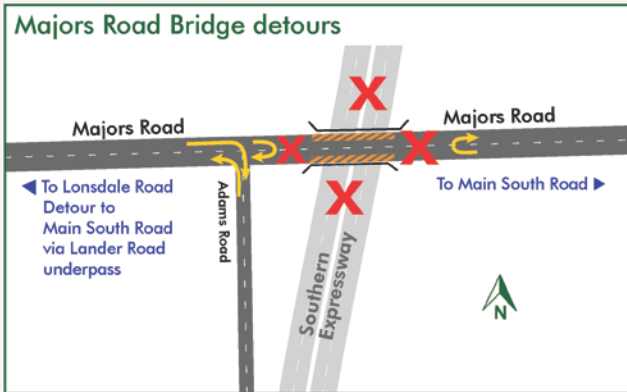 Majors Road Bridge detours
Majors Road
Majors Road
To Lonsdale Road
Detour to
Main South Road
via Lander Road
underpass
Adams Road
To Main South Road
Southern
Expressway
N